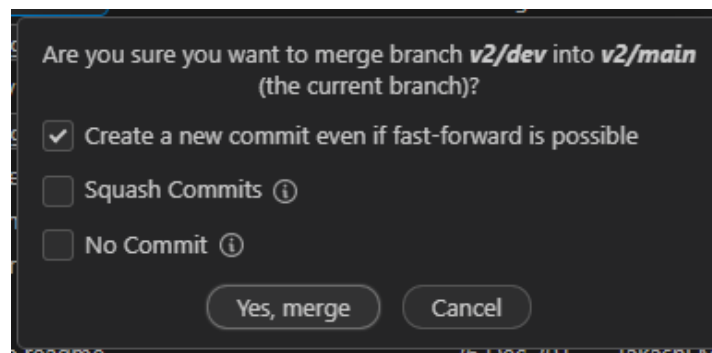 Are you sure you want to merge branch v2/dev into v2/main
(the current branch)?
Create a new commit even if fast-forward is possible
Squash Commits
No Commit
Yes, merge
Cancel